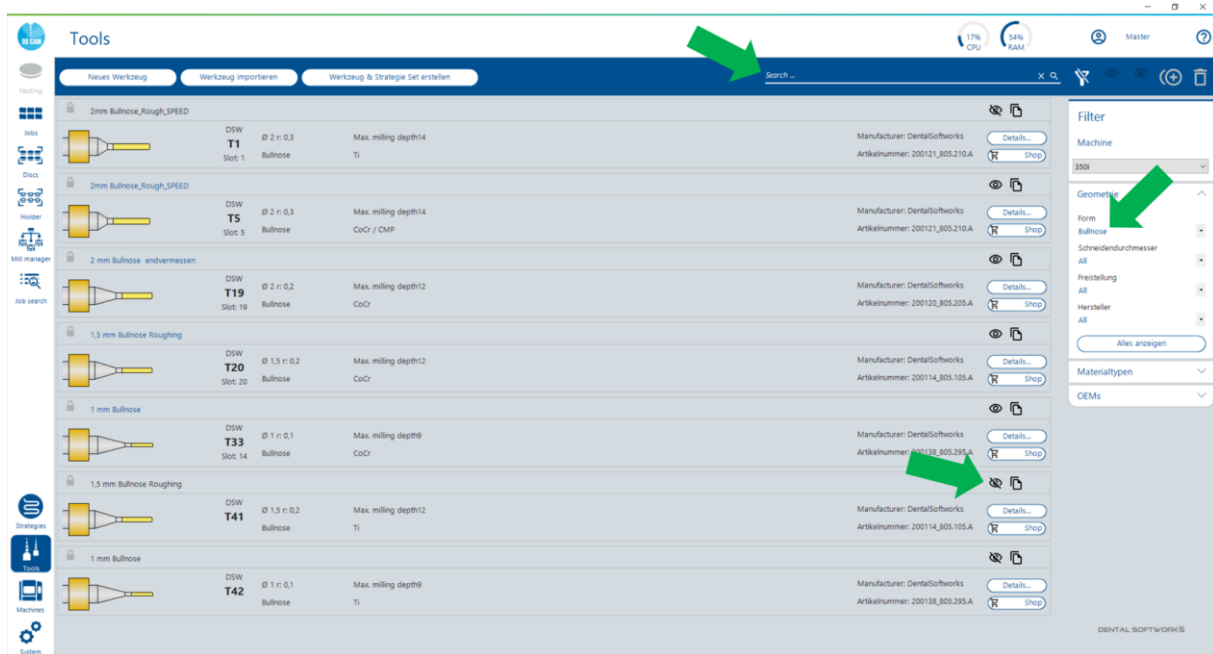 DG CAM
Tools
17%
CPU
54%
RAM
Master
Nesting
Jobs
Discs
Holder
Mill manager
Job search
Strategies
Tools
Machines
System
Neues Werkzeug
Werkzeug importieren
Werkzeug & Strategie Set erstellen
Search ...
2mm Bullnose_Rough_SPEED
DSW
T1
Slot: 1
Ø 2 r: 0,3
Bullnose
Max. milling depth14
Ti
Manufacturer: DentalSoftworks
Artikelnummer: 200121_805.210.A
Details...
Shop
2mm Bullnose_Rough_SPEED
DSW
T5
Slot: 5
Ø 2 r: 0,3
Bullnose
Max. milling depth14
CoCr / CMP
Manufacturer: DentalSoftworks
Artikelnummer: 200121_805.210.A
Details...
Shop
2 mm Bullnose endvermessen
DSW
T19
Slot: 19
Ø 2 r: 0,2
Bullnose
Max. milling depth12
CoCr
Manufacturer: DentalSoftworks
Artikelnummer: 200120_805.205.A
Details...
Shop
1,5 mm Bullnose Roughing
DSW
T20
Slot: 20
Ø 1,5 r: 0,2
Bullnose
Max. milling depth12
CoCr
Manufacturer: DentalSoftworks
Artikelnummer: 200114_805.105.A
Details...
Shop
1 mm Bullnose
DSW
T33
Slot: 14
Ø 1 r: 0,1
Bullnose
Max. milling depth9
CoCr
Manufacturer: DentalSoftworks
Artikelnummer: 200138_805.295.A
Details...
Shop
1,5 mm Bullnose Roughing
DSW
T41
Ø 1,5 r: 0,2
Bullnose
Max. milling depth12
Ti
Manufacturer: DentalSoftworks
Artikelnummer: 200114_805.105.A
Details...
Shop
1 mm Bullnose
DSW
T42
Ø 1 r: 0,1
Bullnose
Max. milling depth9
Ti
Manufacturer: DentalSoftworks
Artikelnummer: 200138_805.295.A
Details...
Shop
Filter
Machine
350i
Geometrie
Form
Bullnose
Schneidendurchmesser
All
Freistellung
All
Hersteller
All
Alles anzeigen
Materialtypen
OEMs
DENTAL SOFTWORKS